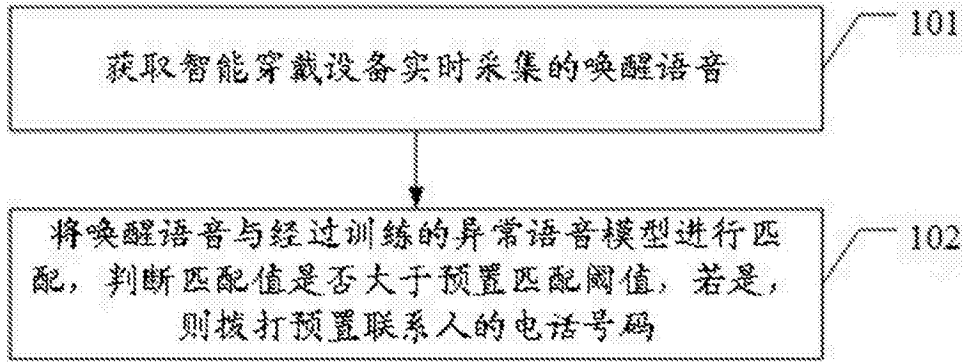 101
获取智能穿戴设备实时采集的唤醒语音
将唤醒语音与经过训练的异常语音模型进行匹
配，判断匹配值是否大于预置匹配阈值，若是，
则拨打预置联系人的电话号码
102